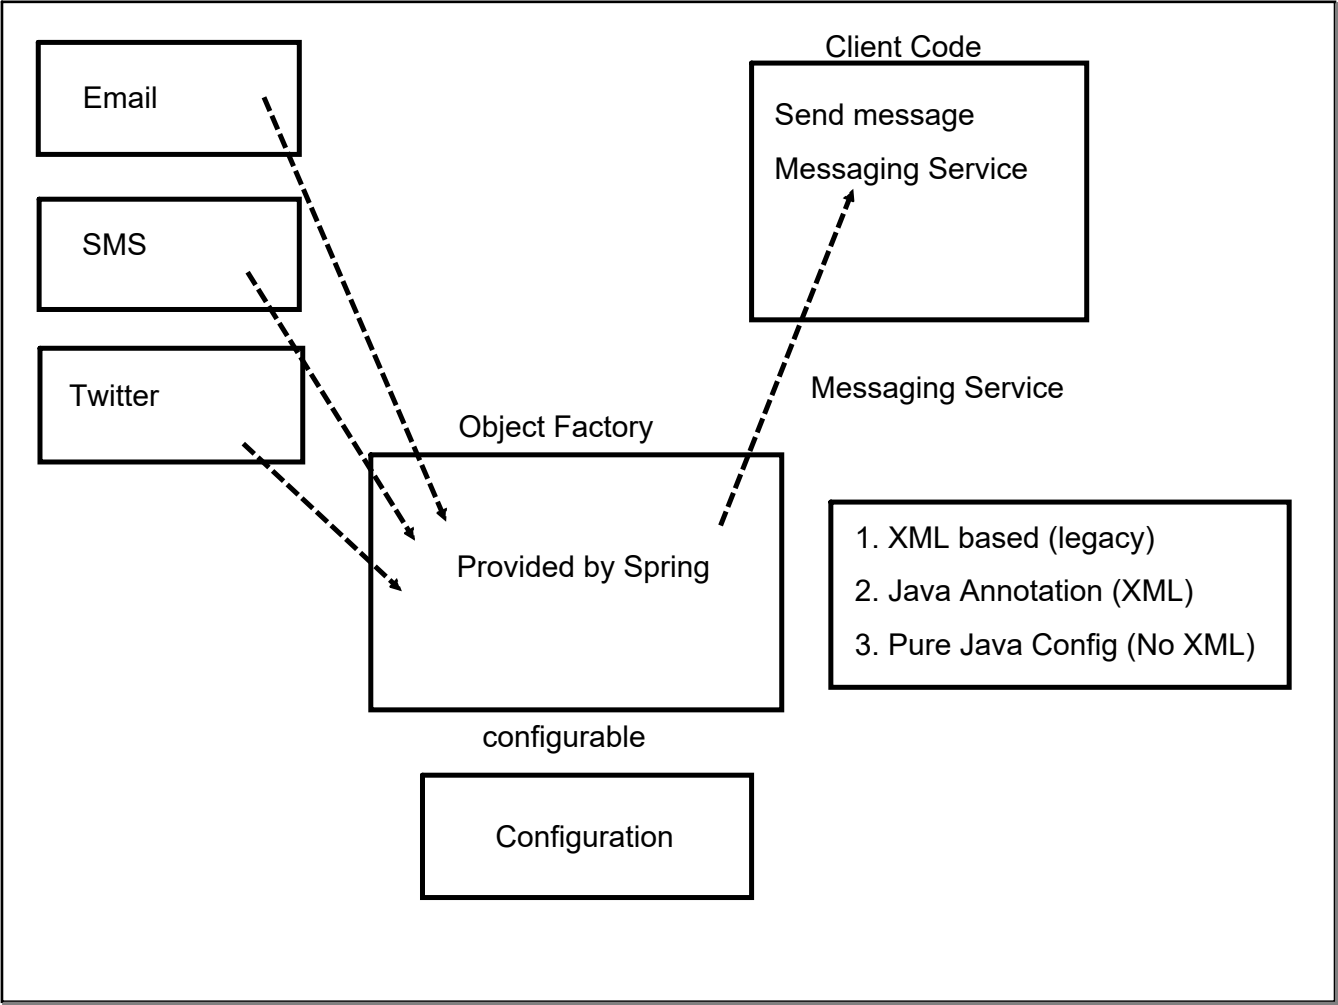 Email
SMS
Twitter
Client Code
Send message
Messaging Service
Messaging Service
Object Factory
Provided by Spring
1. XML based (legacy)
2. Java Annotation (XML)
3. Pure Java Config (No XML)
configurable
Configuration